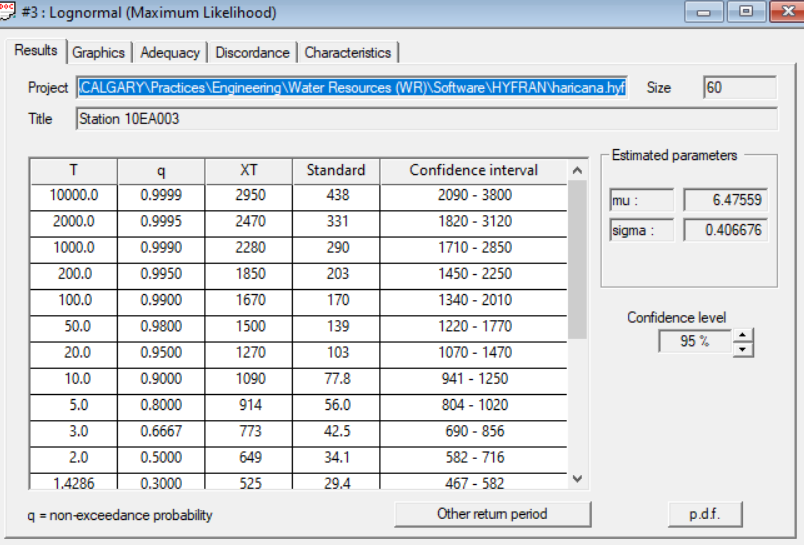 #3 : Lognormal (Maximum Likelihood)
Results Graphics Adequacy Discordance Characteristics
Project \CALGARY\Practices\Engineering\Water Resources (WR)\Software\HYFRAN\haricana.hyf Size 60
Title Station 10EA003
T q XT Standard Confidence interval
10000.0 0.9999 2950 438 2090 - 3800
2000.0 0.9995 2470 331 1820 - 3120
1000.0 0.9990 2280 290 1710 - 2850
200.0 0.9950 1850 203 1450 - 2250
100.0 0.9900 1670 170 1340 - 2010
50.0 0.9800 1500 139 1220 - 1770
20.0 0.9500 1270 103 1070 - 1470
10.0 0.9000 1090 77.8 941 - 1250
5.0 0.8000 914 56.0 804 - 1020
3.0 0.6667 773 42.5 690 - 856
2.0 0.5000 649 34.1 582 - 716
1.4286 0.3000 525 29.4 467 - 582
Estimated parameters
mu : 6.47559
sigma : 0.406676
Confidence level
95 %
q = non-exceedance probability
Other return period
p.d.f.